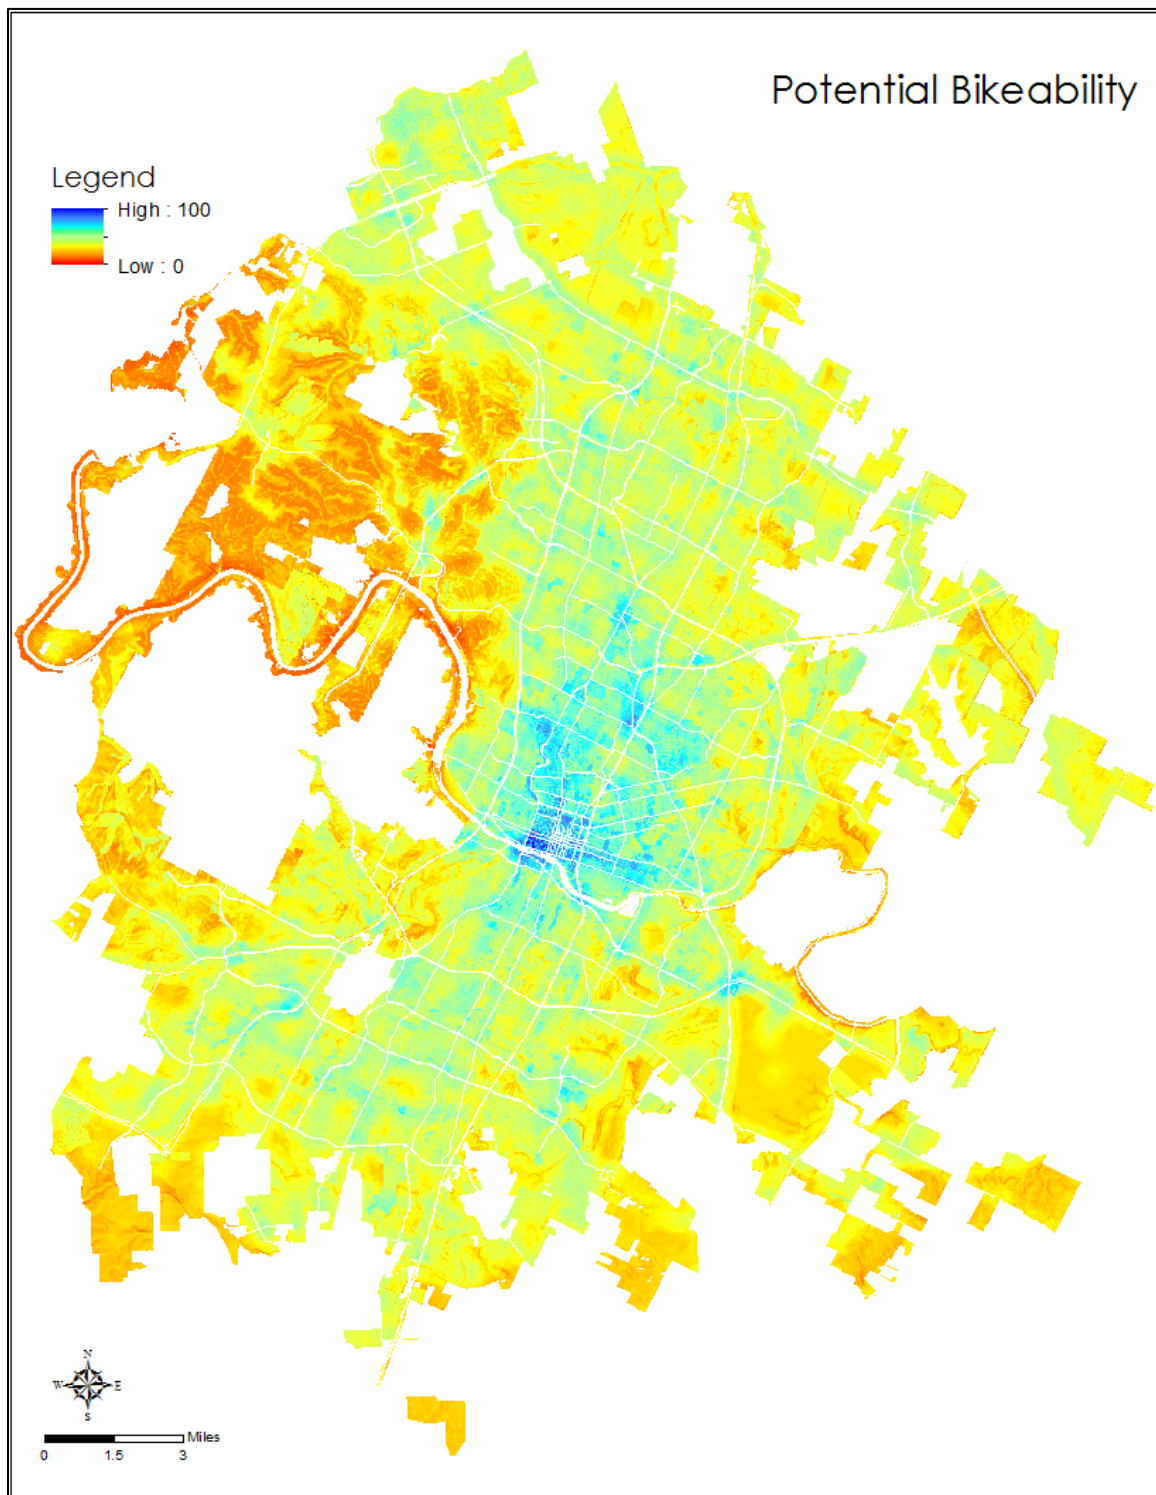 Potential Bikeability
Legend
High : 100
Low : 0
N
W E
S
Miles
0 1.5 3